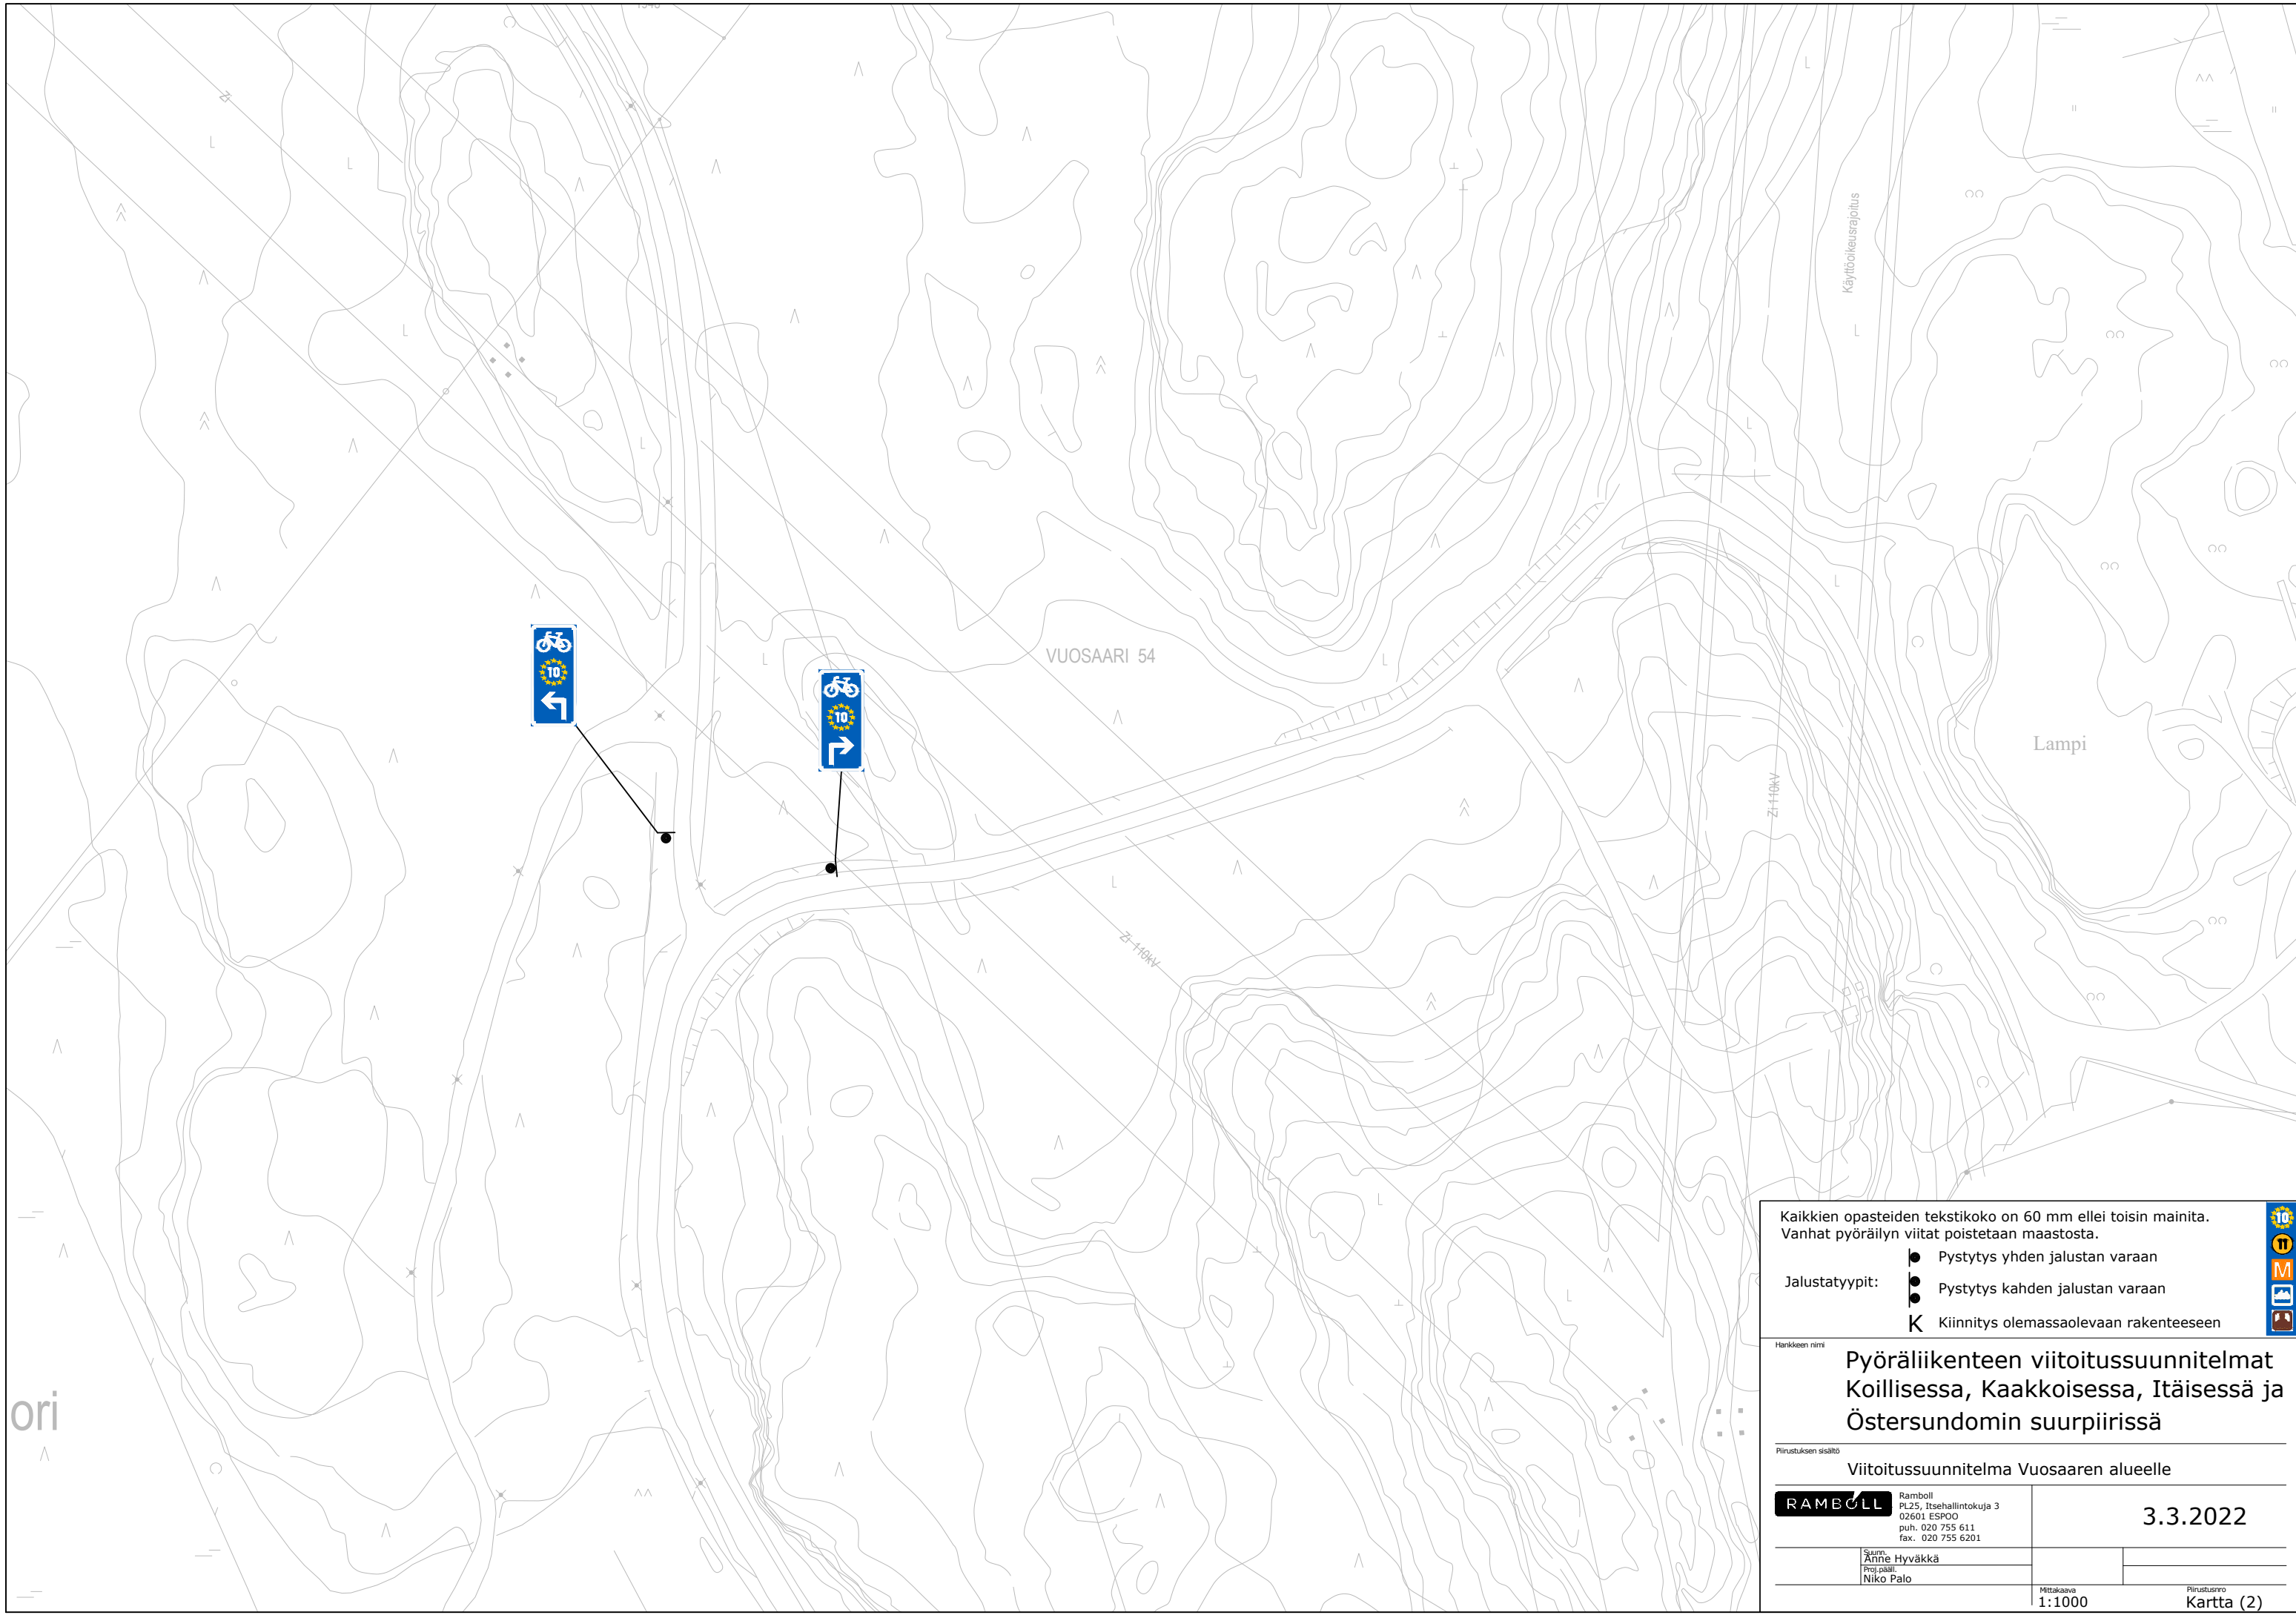 Käyttöoikeusrajoitus
10
10
VUOSAARI 54
Lampi
Zi 110kV
Zi 110kV
ori
Kaikkien opasteiden tekstikoko on 60 mm ellei toisin mainita.
Vanhat pyöräilyn viitat poistetaan maastosta.
Jalustatyypit:
Pystytys yhden jalustan varaan
Pystytys kahden jalustan varaan
K Kiinnitys olemassaolevaan rakenteeseen
10
M
Hankkeen nimi
Pyöräliikenteen viitoitussuunnitelmat
Koillisessa, Kaakkoisessa, Itäisessä ja
Östersundomin suurpiirissä
Piirustuksen sisältö
Viitoitussuunnitelma Vuosaaren alueelle
RAMBOLL
Ramboll
PL25, Itsehallintokuja 3
02601 ESPOO
puh. 020 755 611
fax. 020 755 6201
3.3.2022
Suunn.
Anne Hyväkkä
Proj.pääll.
Niko Palo
Mittakaava
1:1000
Piirustusnro
Kartta (2)